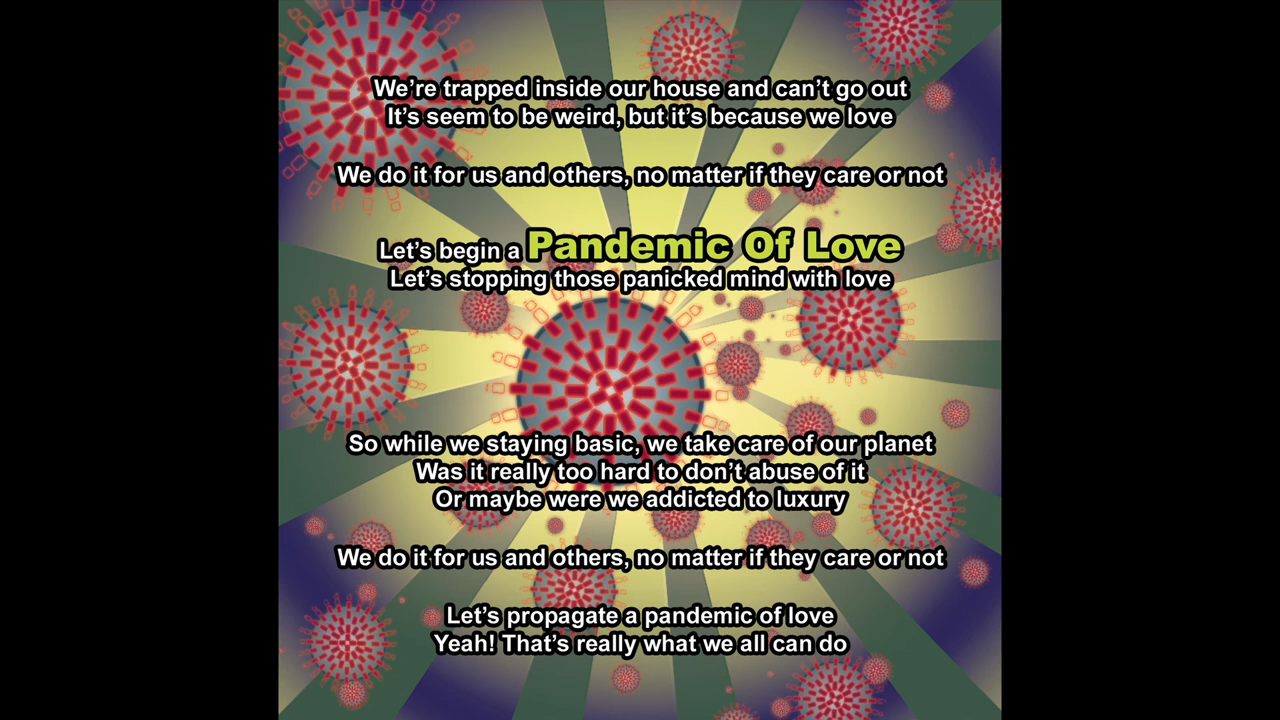 We're trapped inside our house and can't go out
It's seem to be weird, but it's because we love
We do it for us and others, no matter if they care or not
Let's begin a Pandemic Of Love
Let's stopping those panicked mind with love
So while we staying basic, we take care of our planet
Was it really too hard to don't abuse of it
Or maybe were we addicted to luxury
We do it for us and others, no matter if they care or not
Let's propagate a pandemic of love
Yeah! That's really what we all can do